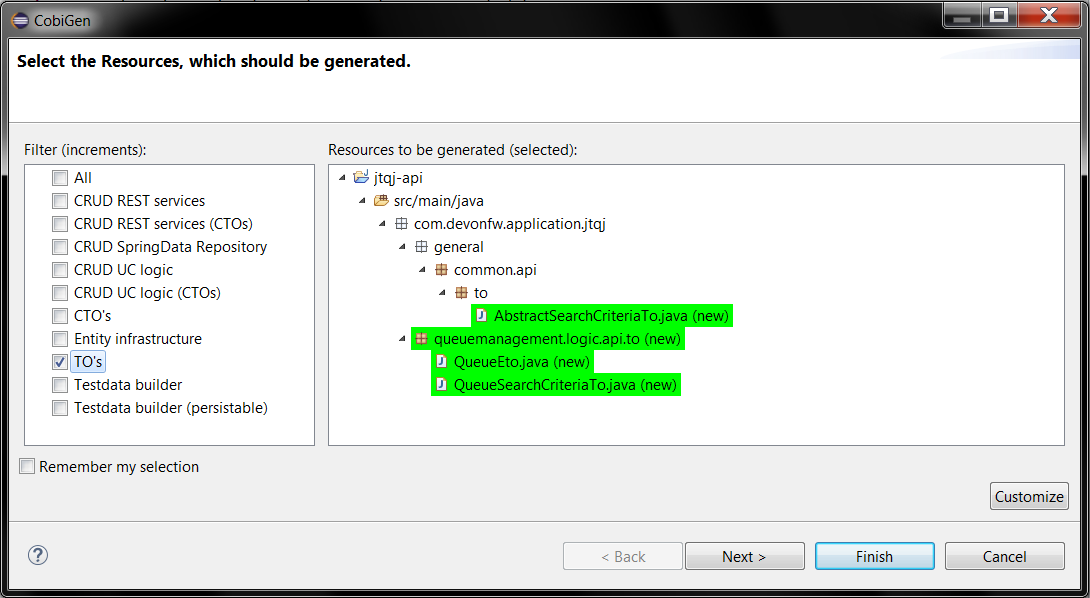 CobiGen
Select the Resources, which should be generated.
Filter (increments):
All
CRUD REST services
CRUD REST services (CTOs)
CRUD SpringData Repository
CRUD UC logic
CRUD UC logic (CTOs)
CTO's
Entity infrastructure
TO's
Testdata builder
Testdata builder (persistable)
Remember my selection
Resources to be generated (selected):
jtqj-api
src/main/java
com.devonfw.application.jtqj
general
common.api
to
AbstractSearchCriteriaTo.java (new)
queuemanagement.logic.api.to (new)
QueueEto.java (new)
QueueSearchCriteriaTo.java (new)
Customize
?
< Back
Next >
Finish
Cancel